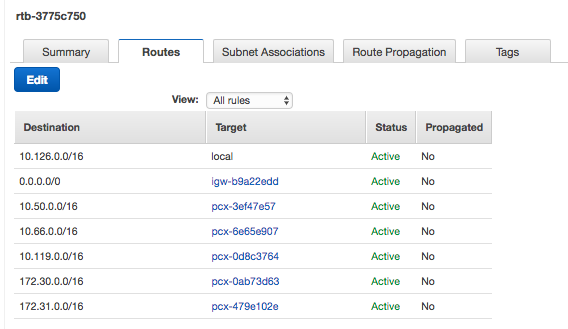 rtb-3775c750
Summary Routes Subnet Associations Route Propagation Tags
Edit
View: All rules
Destination Target Status Propagated
10.126.0.0/16 local Active No
0.0.0.0/0 igw-b9a22edd Active No
10.50.0.0/16 pcx-3ef47e57 Active No
10.66.0.0/16 pcx-6e65e907 Active No
10.119.0.0/16 pcx-0d8c3764 Active No
172.30.0.0/16 pcx-0ab73d63 Active No
172.31.0.0/16 pcx-479e102e Active No